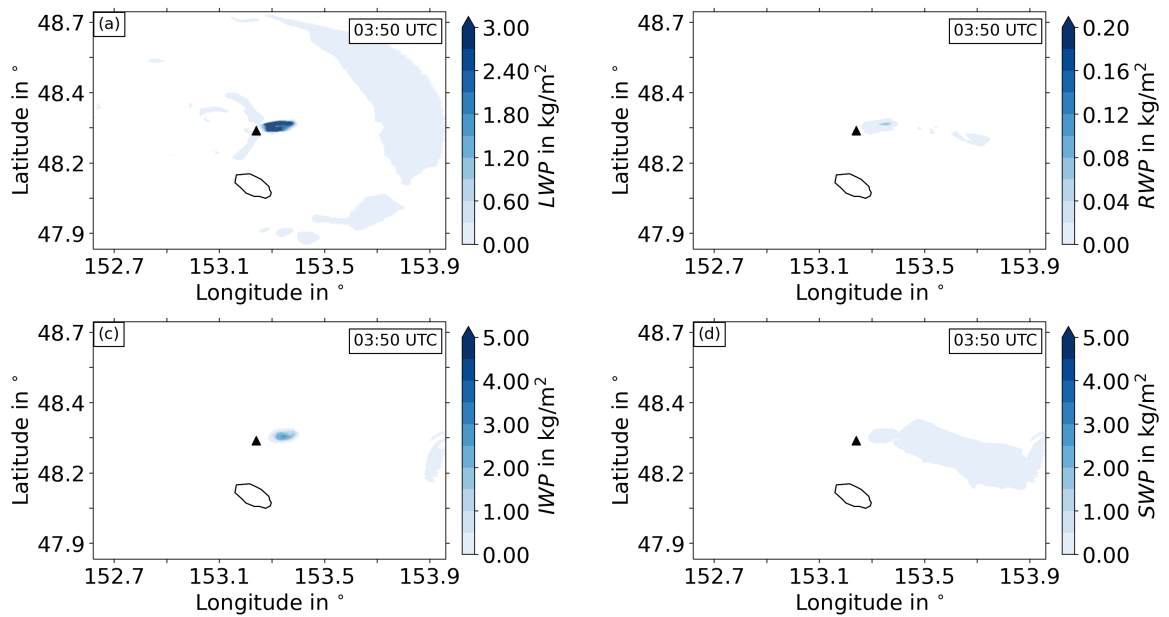 (a)
03:50 UTC
48.7
48.4
48.2
47.9
Latitude in °
152.7 153.1 153.5 153.9
Longitude in °
3.00
2.40
1.80
1.20
0.60
0.00
LWP in kg/m²
03:50 UTC
48.7
48.4
48.2
47.9
Latitude in °
152.7 153.1 153.5 153.9
Longitude in °
0.20
0.16
0.12
0.08
0.04
0.00
RWP in kg/m²
(c)
03:50 UTC
48.7
48.4
48.2
47.9
Latitude in °
152.7 153.1 153.5 153.9
Longitude in °
5.00
4.00
3.00
2.00
1.00
0.00
IWP in kg/m²
(d)
03:50 UTC
48.7
48.4
48.2
47.9
Latitude in °
152.7 153.1 153.5 153.9
Longitude in °
5.00
4.00
3.00
2.00
1.00
0.00
SWP in kg/m²